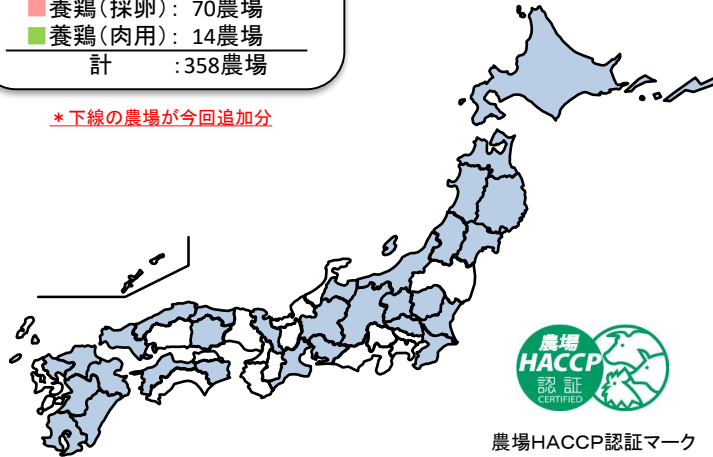 ■養鶏(採卵): 70農場
■養鶏(肉用): 14農場
計 :358農場
*下線の農場が今回追加分
農場
HACCP
認証
CERTIFIED
農場HACCP認証マーク